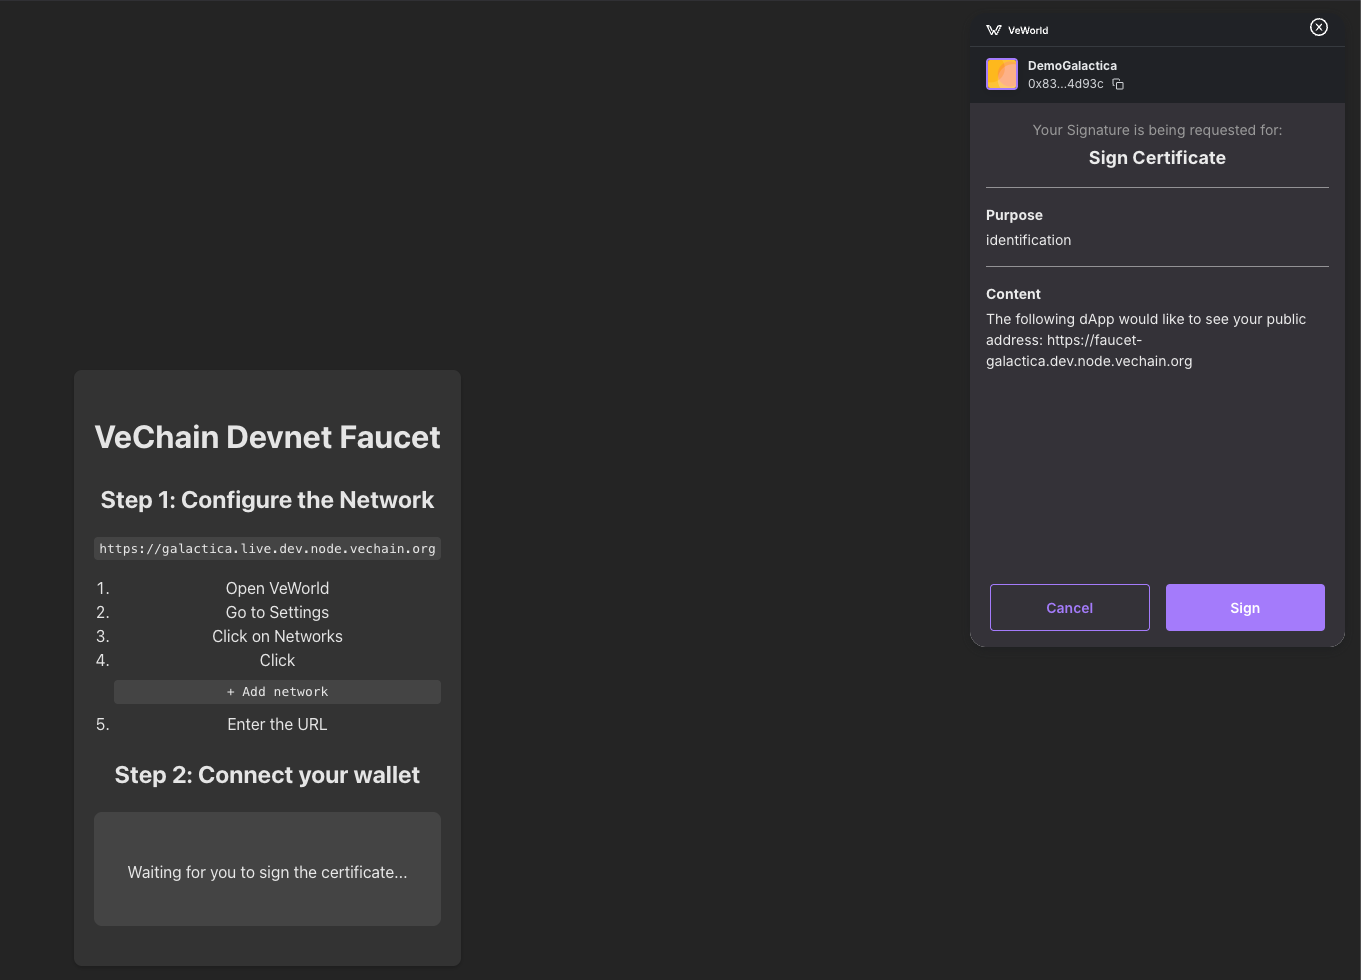 VeWorld
DemoGalactica
0x83...4d93c
Your Signature is being requested for:
Sign Certificate
Purpose
identification
Content
The following dApp would like to see your public
address: https://faucet-
galactica.dev.node.vechain.org
Cancel
Sign
VeChain Devnet Faucet
Step 1: Configure the Network
https://galactica.live.dev.node.vechain.org
1. Open VeWorld
2. Go to Settings
3. Click on Networks
4. Click
+ Add network
5. Enter the URL
Step 2: Connect your wallet
Waiting for you to sign the certificate...